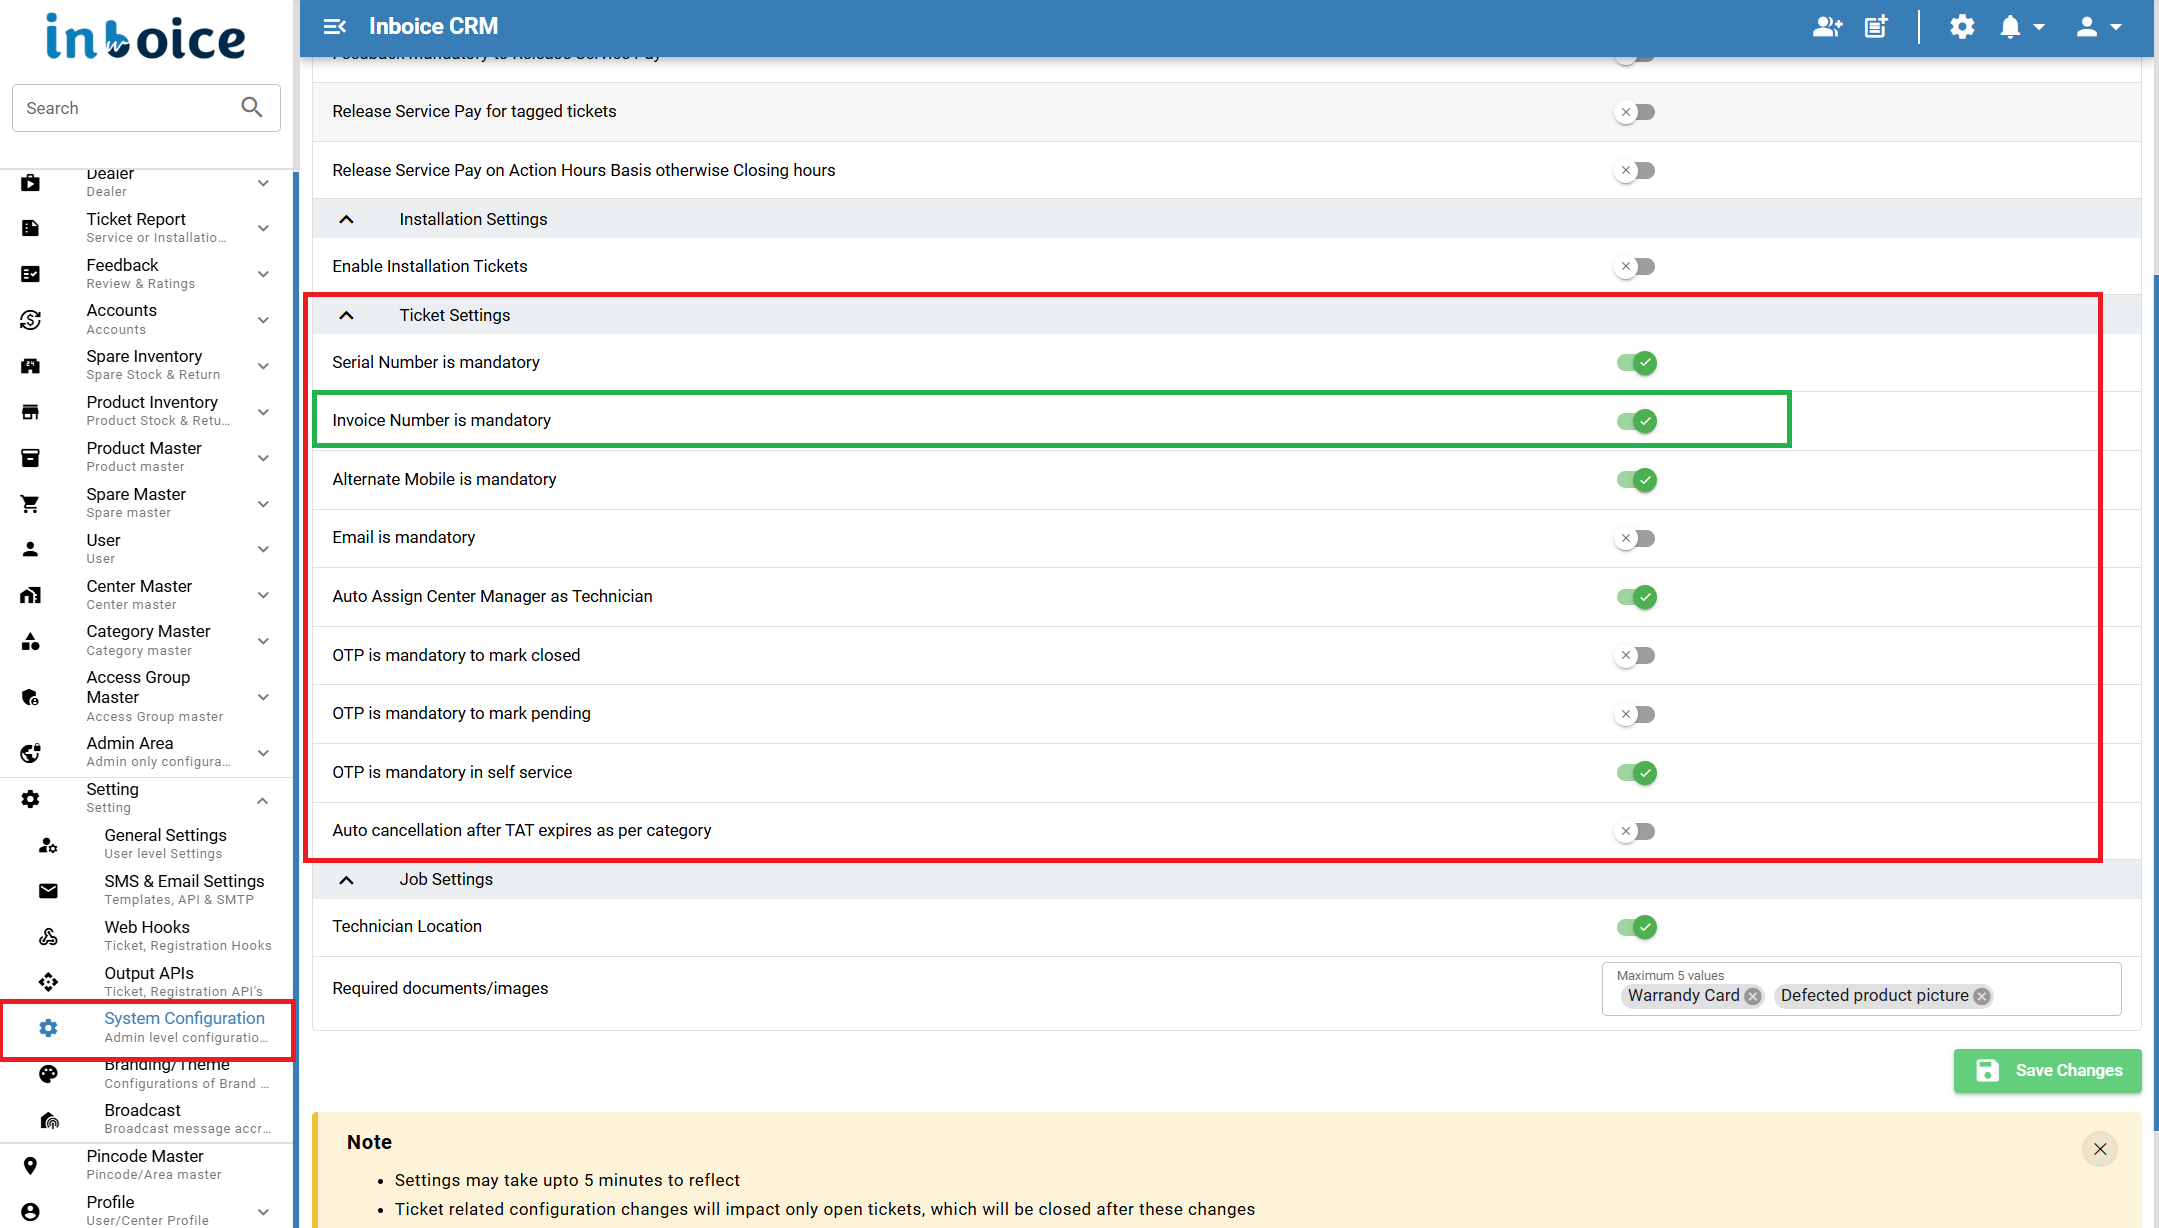 inboice
Inboice CRM
Search
Dealer
Dealer
Ticket Report
Service or Installatio...
Feedback
Review & Ratings
Accounts
Accounts
Spare Inventory
Spare Stock & Return
Product Inventory
Product Stock & Retu...
Product Master
Product master
Spare Master
Spare master
User
User
Center Master
Center master
Category Master
Category master
Access Group
Master
Access Group master
Admin Area
Admin only configura...
Setting
Setting
General Settings
User level Settings
SMS & Email Settings
Templates, API & SMTP
Web Hooks
Ticket, Registration Hooks
Output APIs
Ticket, Registration API's
System Configuration
Admin level configuratio...
Branding/Theme
Configurations of Brand ...
Broadcast
Broadcast message accr...
Pincode Master
Pincode/Area master
Profile
User/Center Profile
Feedback Mandatory to Release Service Pay
Release Service Pay for tagged tickets
Release Service Pay on Action Hours Basis otherwise Closing hours
Installation Settings
Enable Installation Tickets
Ticket Settings
Serial Number is mandatory
Invoice Number is mandatory
Alternate Mobile is mandatory
Email is mandatory
Auto Assign Center Manager as Technician
OTP is mandatory to mark closed
OTP is mandatory to mark pending
OTP is mandatory in self service
Auto cancellation after TAT expires as per category
Job Settings
Technician Location
Required documents/images
Maximum 5 values
Warrandy Card Defected product picture
Save Changes
Note
• Settings may take upto 5 minutes to reflect
• Ticket related configuration changes will impact only open tickets, which will be closed after these changes